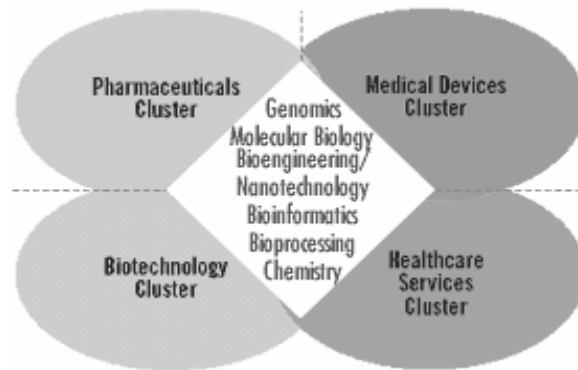 Pharmaceuticals
Cluster
Medical Devices
Cluster
Genomics
Molecular Biology
Bioengineering/
Nanotechnology
Bioinformatics
Bioprocessing
Chemistry
Biotechnology
Cluster
Healthcare
Services
Cluster